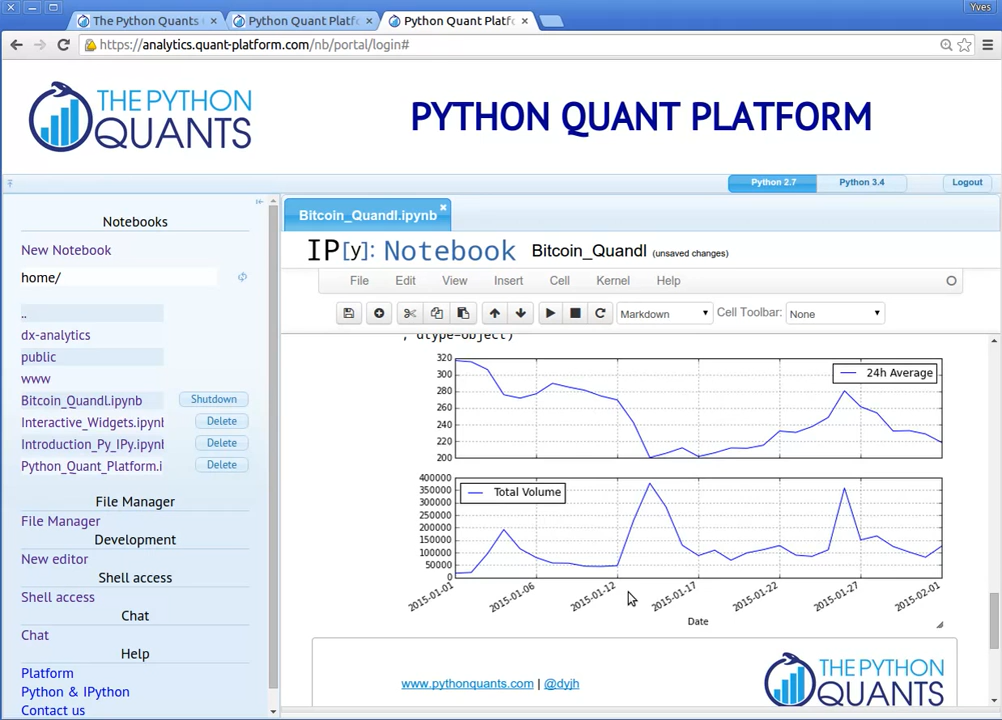 Yves
The Python Quants × Python Quant Platf × Python Quant Platf ×
https://analytics.quant-platform.com/nb/portal/login#
THE PYTHON
QUANTS
PYTHON QUANT PLATFORM
Python 2.7 Python 3.4 Logout
Notebooks
New Notebook
home/
..
dx-analytics
public
www
Bitcoin_Quandl.ipynb Shutdown
Interactive_Widgets.ipynb Delete
Introduction_Py_IPy.ipynb Delete
Python_Quant_Platform.i Delete
File Manager
File Manager
Development
New editor
Shell access
Shell access
Chat
Chat
Help
Platform
Python & IPython
Contact us
Bitcoin_Quandl.ipynb ×
IP[y]: Notebook Bitcoin_Quandl (unsaved changes)
File Edit View Insert Cell Kernel Help
Markdown Cell Toolbar: None
, dtype=object)
320
300
280
260
240
220
200
24h Average
400000
350000
300000
250000
200000
150000
100000
50000
0
Total Volume
2015-01-01 2015-01-06 2015-01-12 2015-01-17 2015-01-22 2015-01-27 2015-02-01
Date
www.pythonquants.com | @dyjh
THE PYTHON
QUANTS